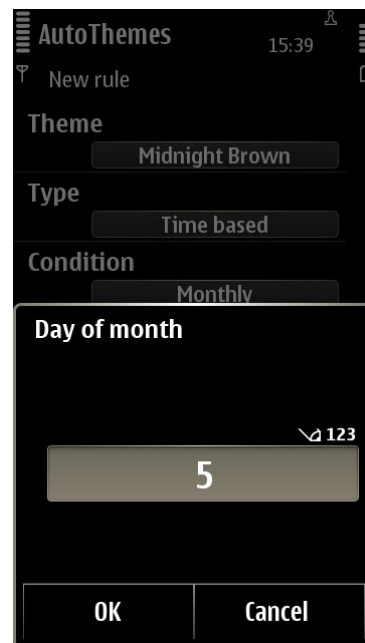 AutoThemes
15:39
New rule
Theme
Midnight Brown
Type
Time based
Condition
Monthly
Day of month
123
5
OK
Cancel